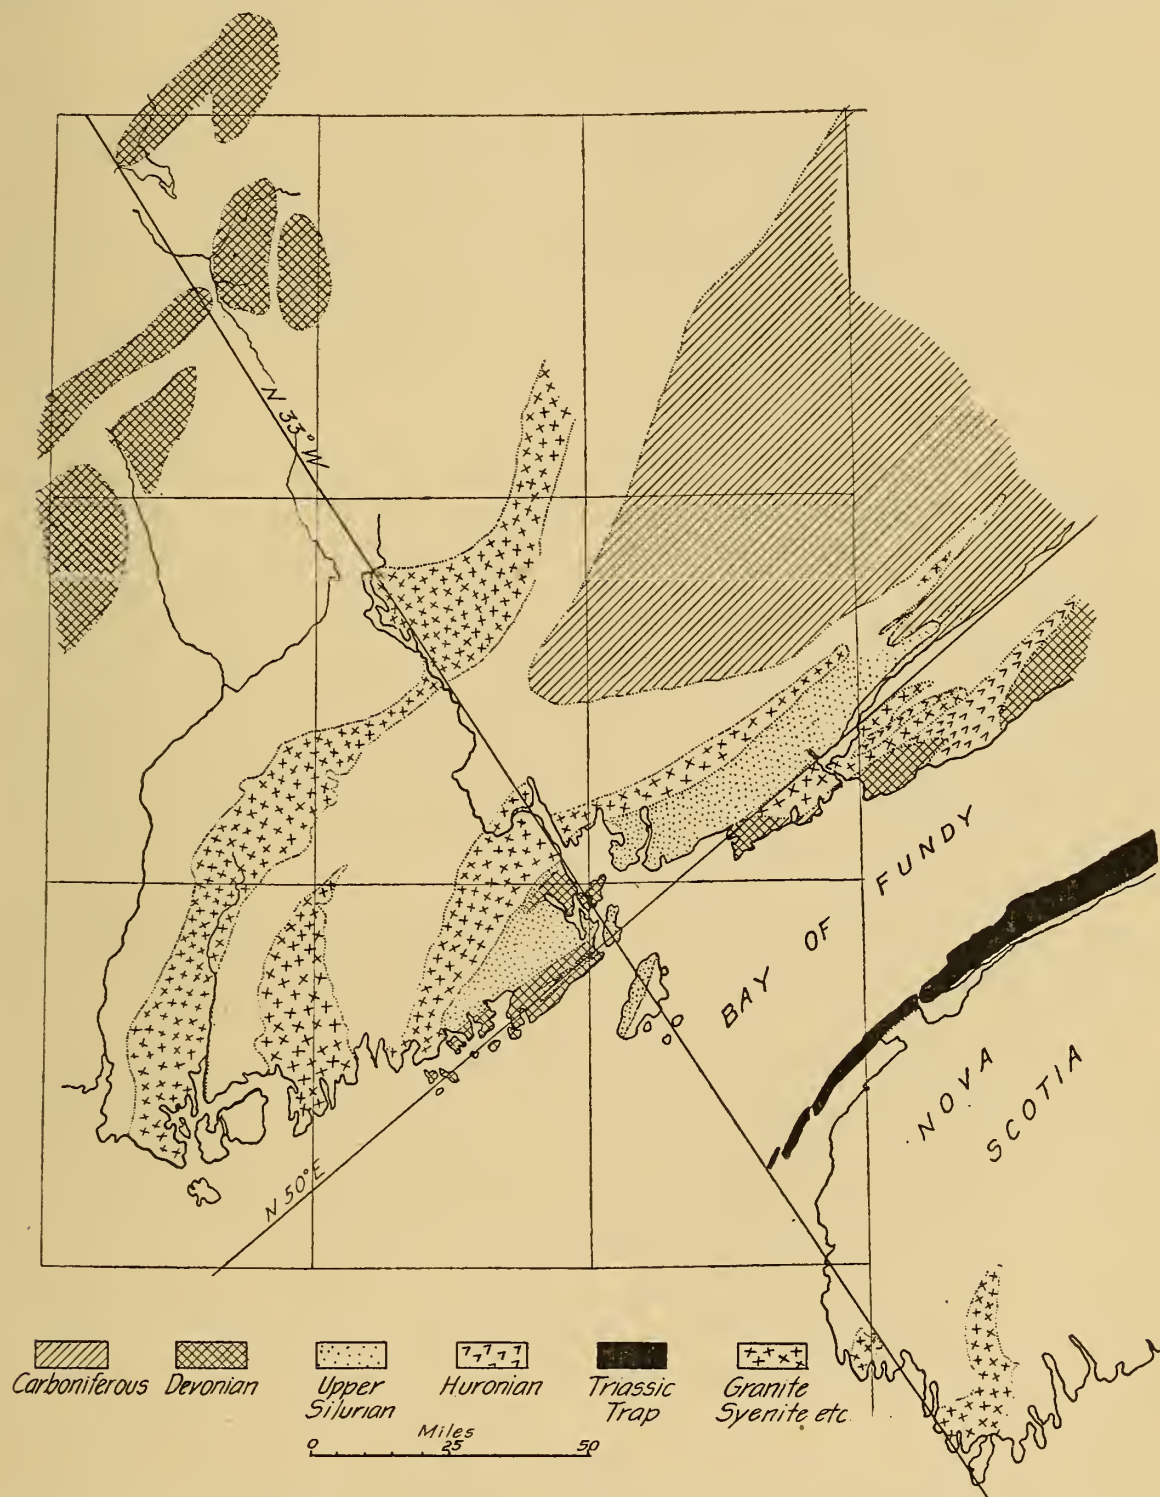 N 33° W
BAY OF FUNDY
NOVA
SCOTIA
N 50° E
Carboniferous
Devonian
Upper
Silurian
Huronian
Triassic
Trap
Granite
Syenite, etc.
Miles
0 25 50